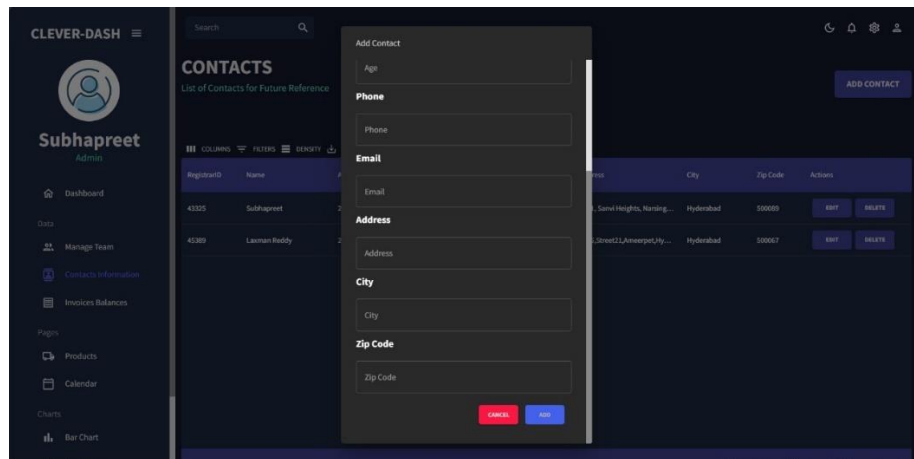 CLEVER-DASH
Search
Subhapreet
Admin
Dashboard
Data
Manage Team
Contacts Information
Invoices Balances
Pages
Products
Calendar
Charts
Bar Chart
CONTACTS
List of Contacts for Future Reference
ADD CONTACT
COLUMNS FILTERS DENSITY
RegistrarID Name City Zip Code Actions
43325 Subhapreet Sanvi Heights, Narsing,... Hyderabad 500089 EDIT DELETE
45389 Laxman Reddy ,Street21,Ameerpet,Hy... Hyderabad 500067 EDIT DELETE
Add Contact
Age
Phone
Phone
Email
Email
Address
Address
City
City
Zip Code
Zip Code
CANCEL ADD